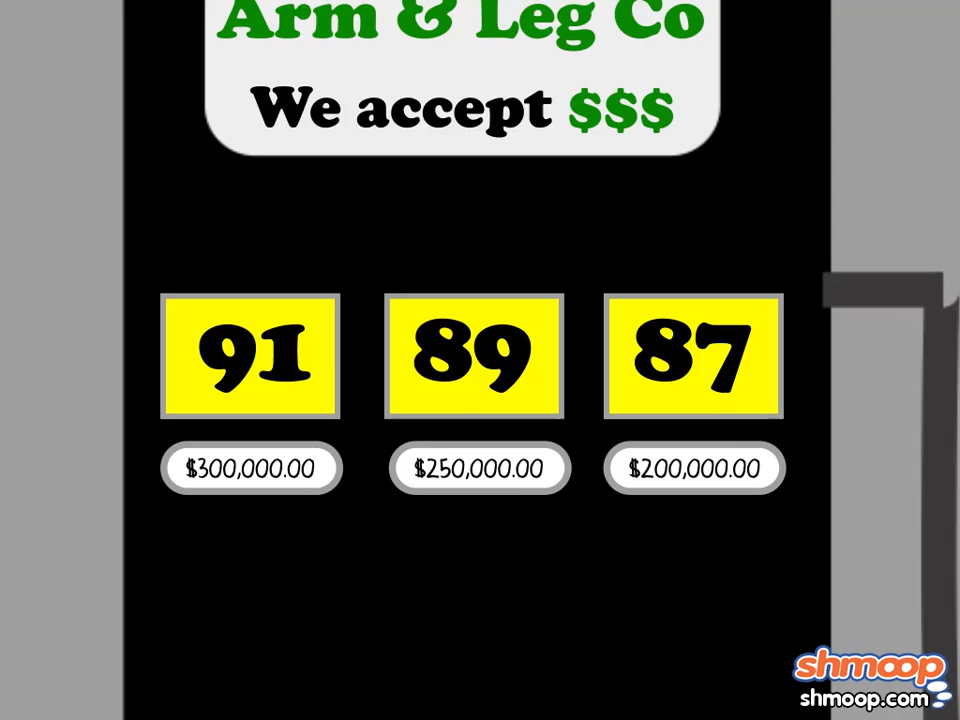 Arm & Leg Co
We accept $$$
91 89 87
$300,000.00 $250,000.00 $200,000.00
shmoop
shmoop.com